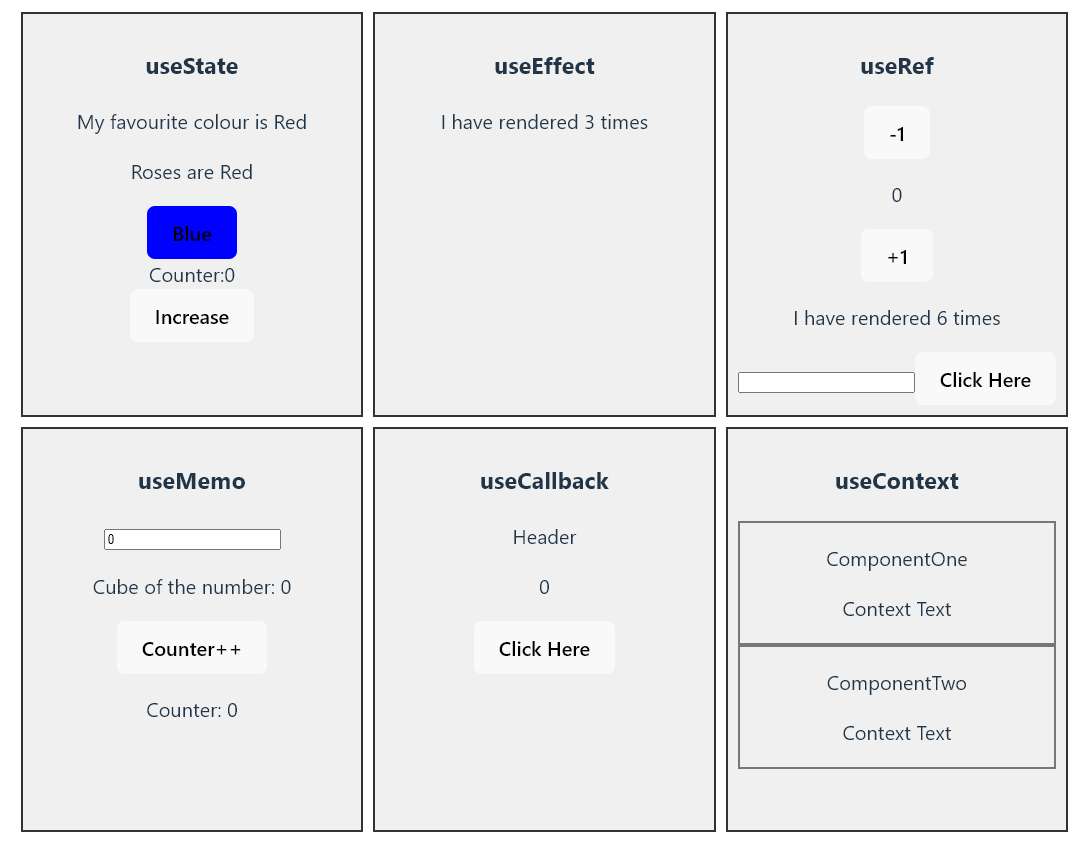 useState
My favourite colour is Red
Roses are Red
Blue
Counter:0
Increase
useEffect
I have rendered 3 times
useRef
-1
0
+1
I have rendered 6 times
Click Here
useMemo
0
Cube of the number: 0
Counter++
Counter: 0
useCallback
Header
0
Click Here
useContext
ComponentOne
Context Text
ComponentTwo
Context Text